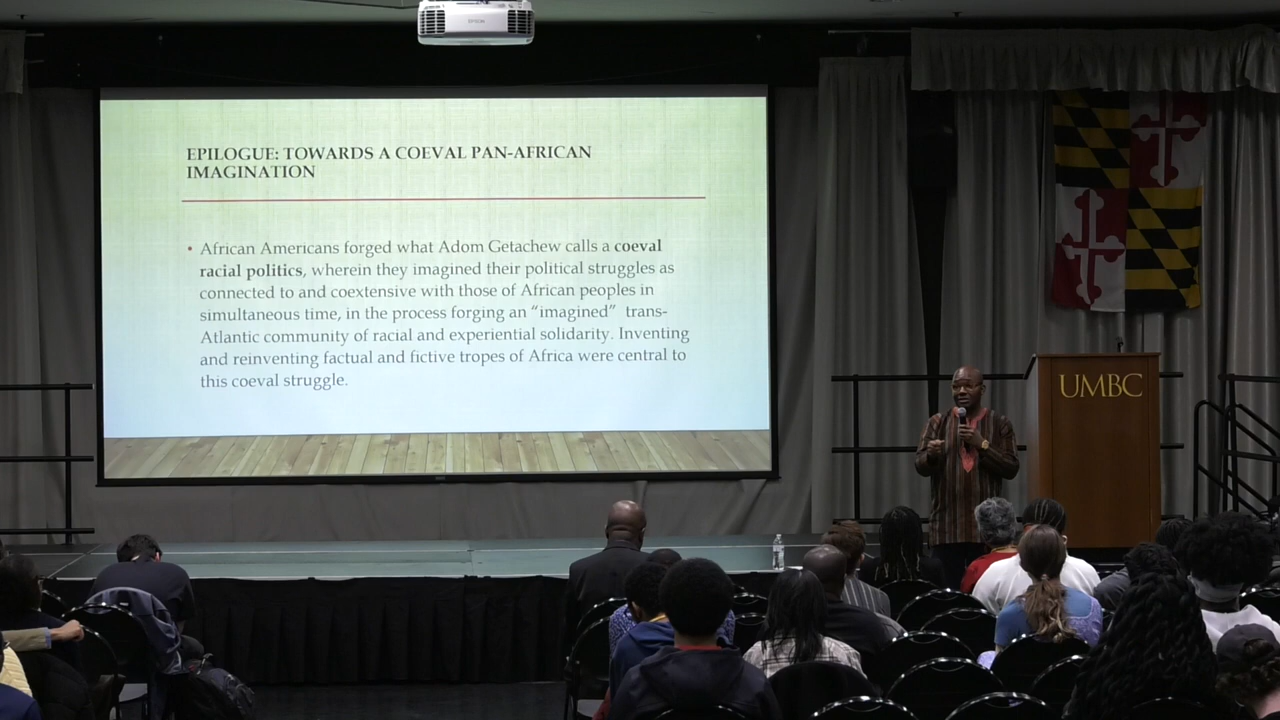 EPSON
EPILOGUE: TOWARDS A COEVAL PAN-AFRICAN
IMAGINATION
• African Americans forged what Adom Getachew calls a coeval
racial politics, wherein they imagined their political struggles as
connected to and coextensive with those of African peoples in
simultaneous time, in the process forging an “imagined” trans-
Atlantic community of racial and experiential solidarity. Inventing
and reinventing factual and fictive tropes of Africa were central to
this coeval struggle.
UMBC